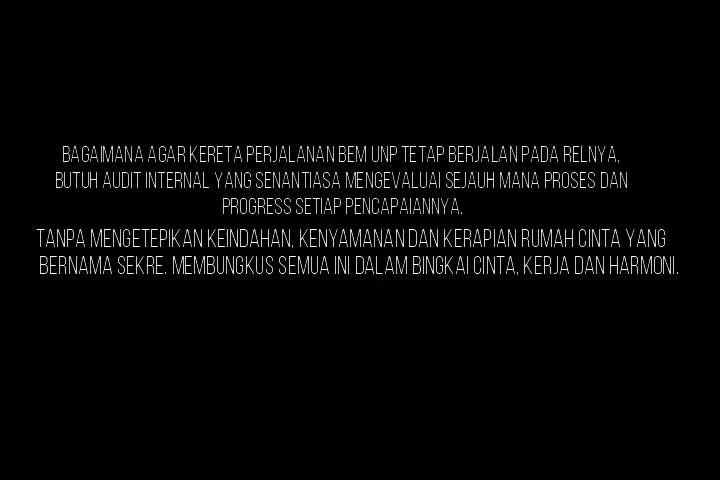 BAGAIMANA AGAR KERETA PERJALANAN BEM UNP TETAP BERJALAN PADA RELNYA,
BUTUH AUDIT INTERNAL YANG SENANTIASA MENGEVALUAI SEJAUH MANA PROSES DAN
PROGRESS SETIAP PENCAPAIANNYA.
TANPA MENGETEPIKAN KEINDAHAN, KENYAMANAN DAN KERAPIAN RUMAH CINTA YANG
BERNAMA SEKRE. MEMBUNGKUS SEMUA INI DALAM BINGKAI CINTA, KERJA DAN HARMONI.